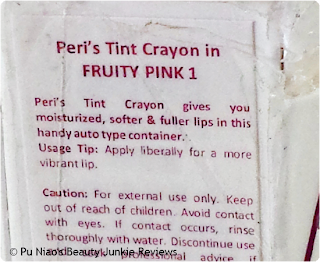 Peri's Tint Crayon in
FRUITY PINK 1
Peri's Tint Crayon gives you
moisturized, softer & fuller lips in this
handy auto type container.
Usage Tip: Apply liberally for a more
vibrant lip.
Caution: For external use only. Keep
out of reach of children. Avoid contact
with eyes. If contact occurs, rinse
thoroughly with water. Discontinue use
professional advice if
© Pu Niao's Beauty Junkie Reviews